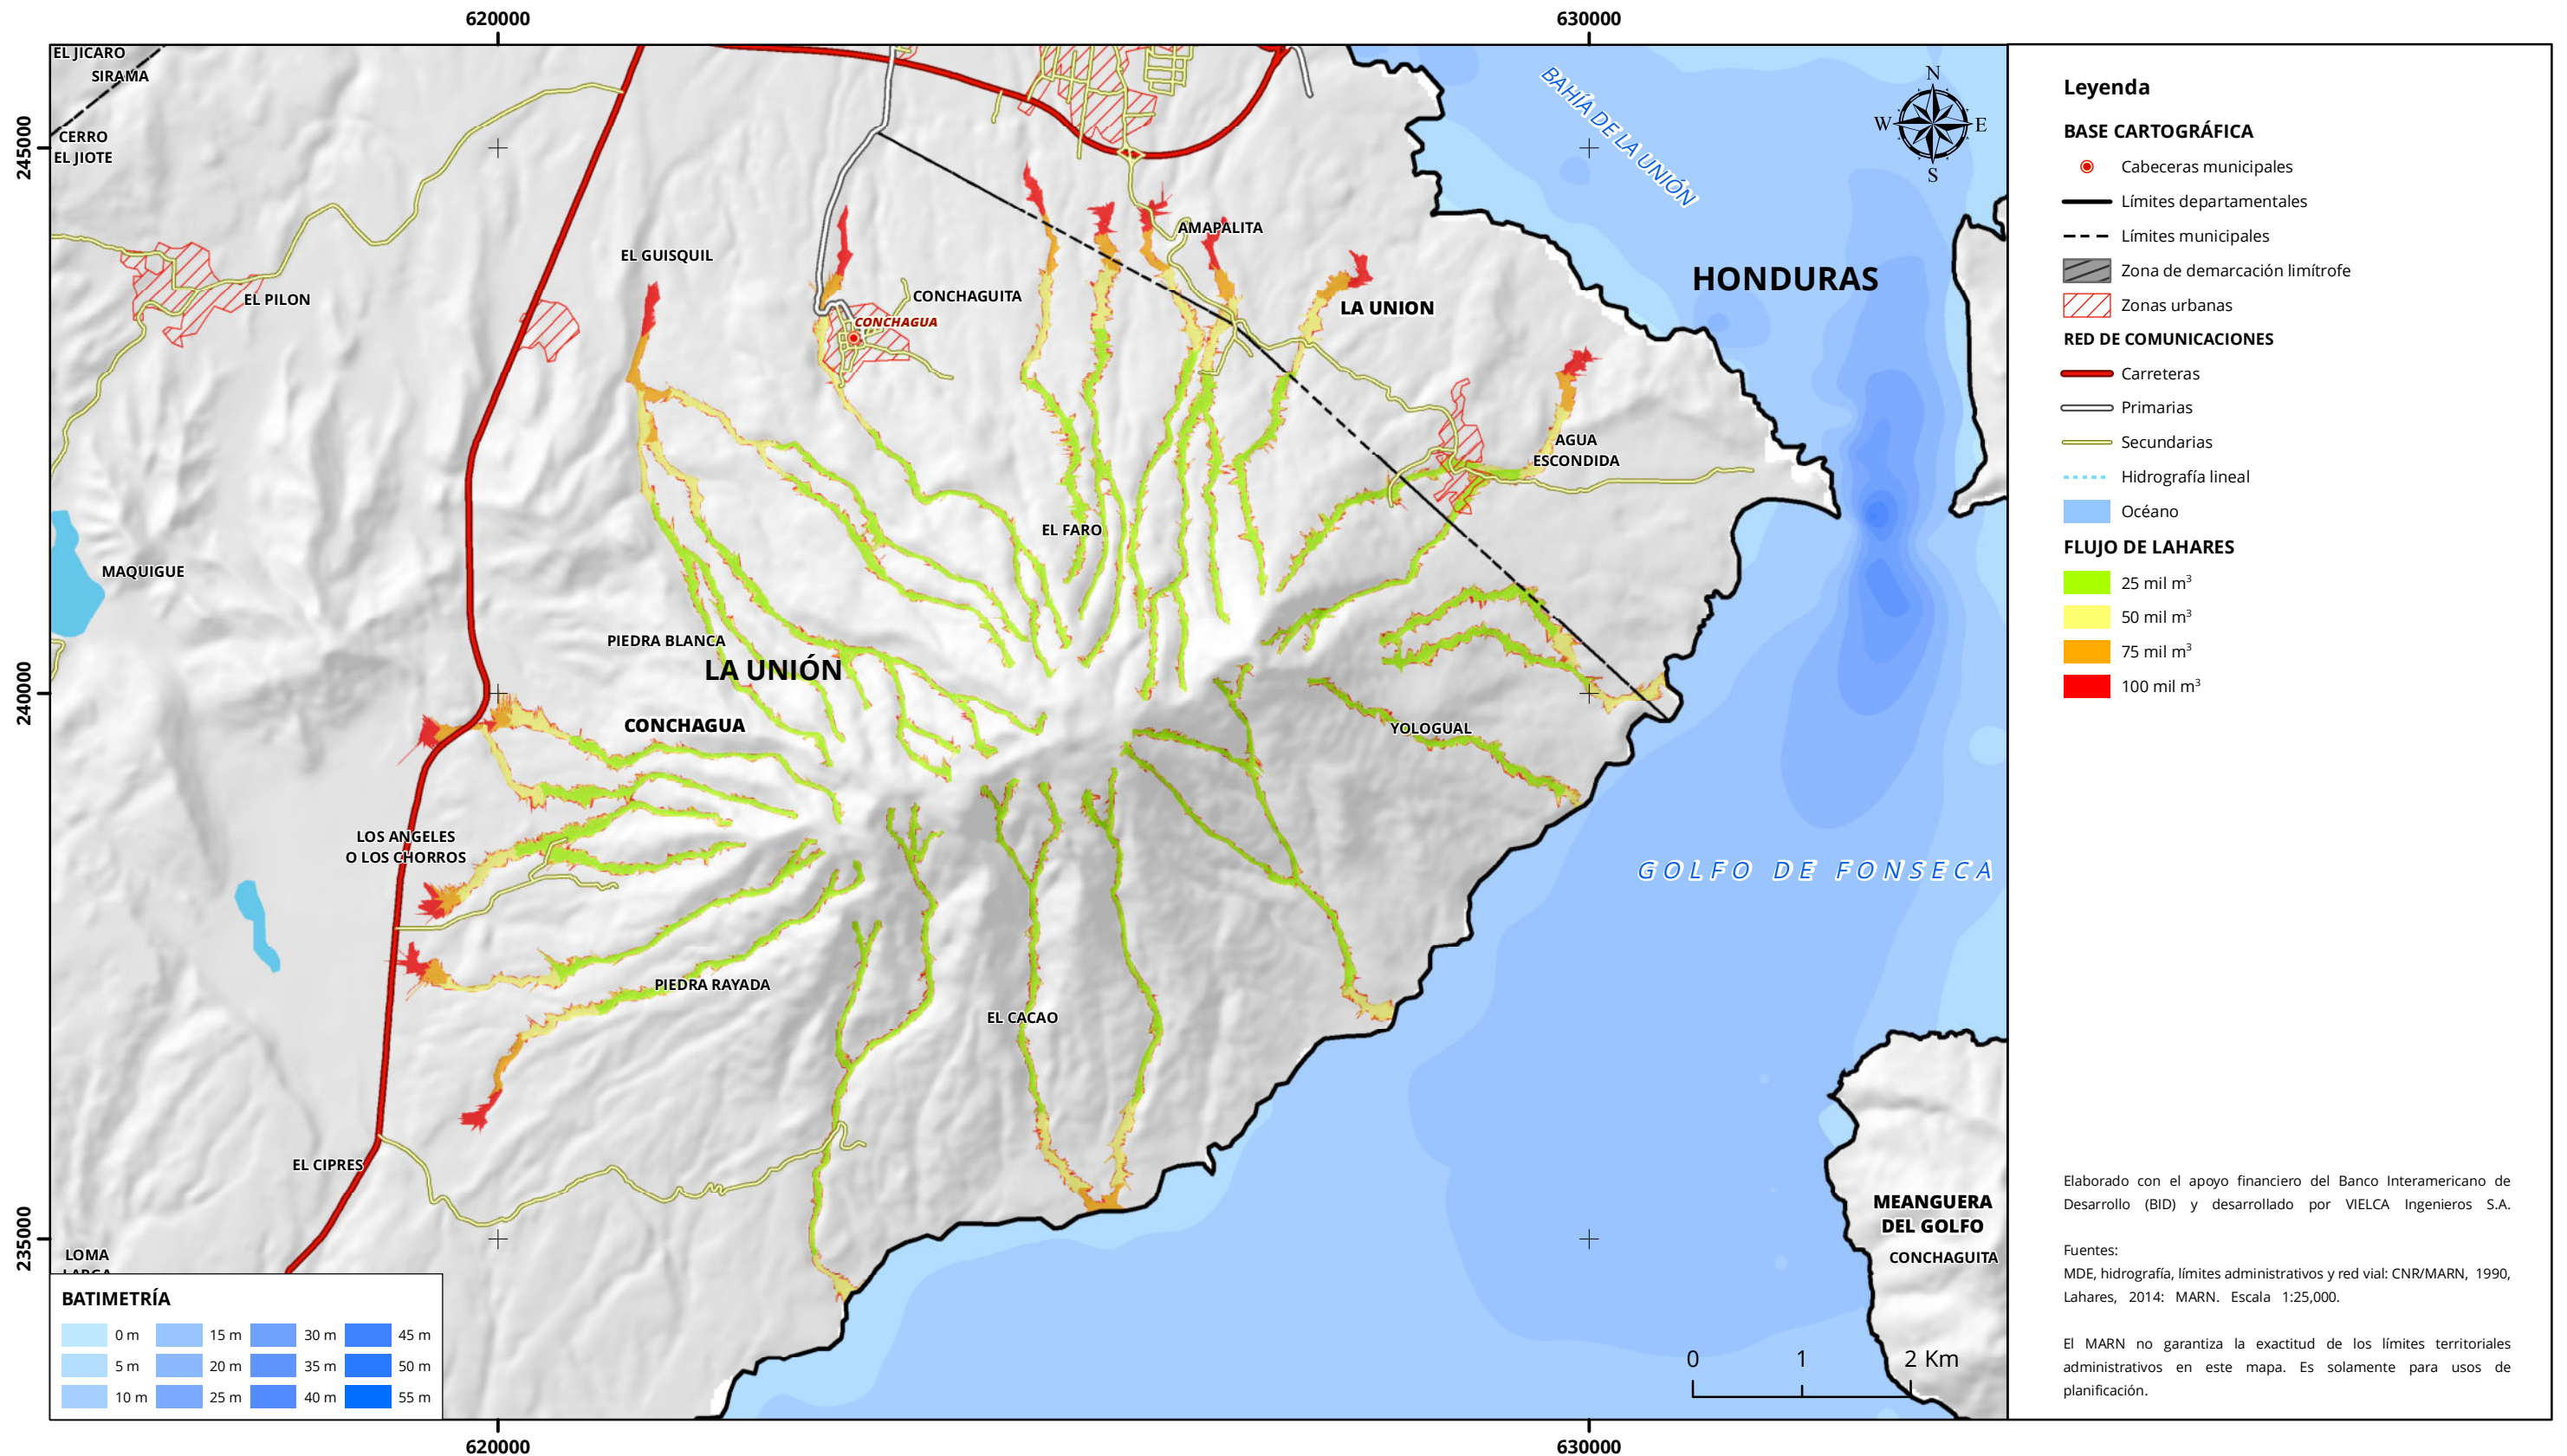 620000
630000
EL JICARO
SIRAMA
CERRO
EL JIOTE
245000
EL PILON
EL GUISQUIL
CONCHAGUITA
CONCHAGUA
AMAPALITA
LA UNION
BAHÍA DE LA UNIÓN
HONDURAS
AGUA
ESCONDIDA
EL FARO
MAQUIGUE
PIEDRA BLANCA
LA UNIÓN
240000
CONCHAGUA
YOLOGUAL
LOS ANGELES
O LOS CHORROS
GOLFO DE FONSECA
PIEDRA RAYADA
EL CACAO
EL CIPRES
MEANGUERA
DEL GOLFO
CONCHAGUITA
235000
LOMA
LARGA
BATIMETRÍA
0 m 15 m 30 m 45 m
5 m 20 m 35 m 50 m
10 m 25 m 40 m 55 m
0 1 2 Km
620000
630000
N
W E
S
Leyenda
BASE CARTOGRÁFICA
Cabeceras municipales
Límites departamentales
Límites municipales
Zona de demarcación limítrofe
Zonas urbanas
RED DE COMUNICACIONES
Carreteras
Primarias
Secundarias
Hidrografía lineal
Océano
FLUJO DE LAHARES
25 mil m³
50 mil m³
75 mil m³
100 mil m³
Elaborado con el apoyo financiero del Banco Interamericano de
Desarrollo (BID) y desarrollado por VIELCA Ingenieros S.A.
Fuentes:
MDE, hidrografía, límites administrativos y red vial: CNR/MARN, 1990,
Lahares, 2014: MARN. Escala 1:25,000.
El MARN no garantiza la exactitud de los límites territoriales
administrativos en este mapa. Es solamente para usos de
planificación.